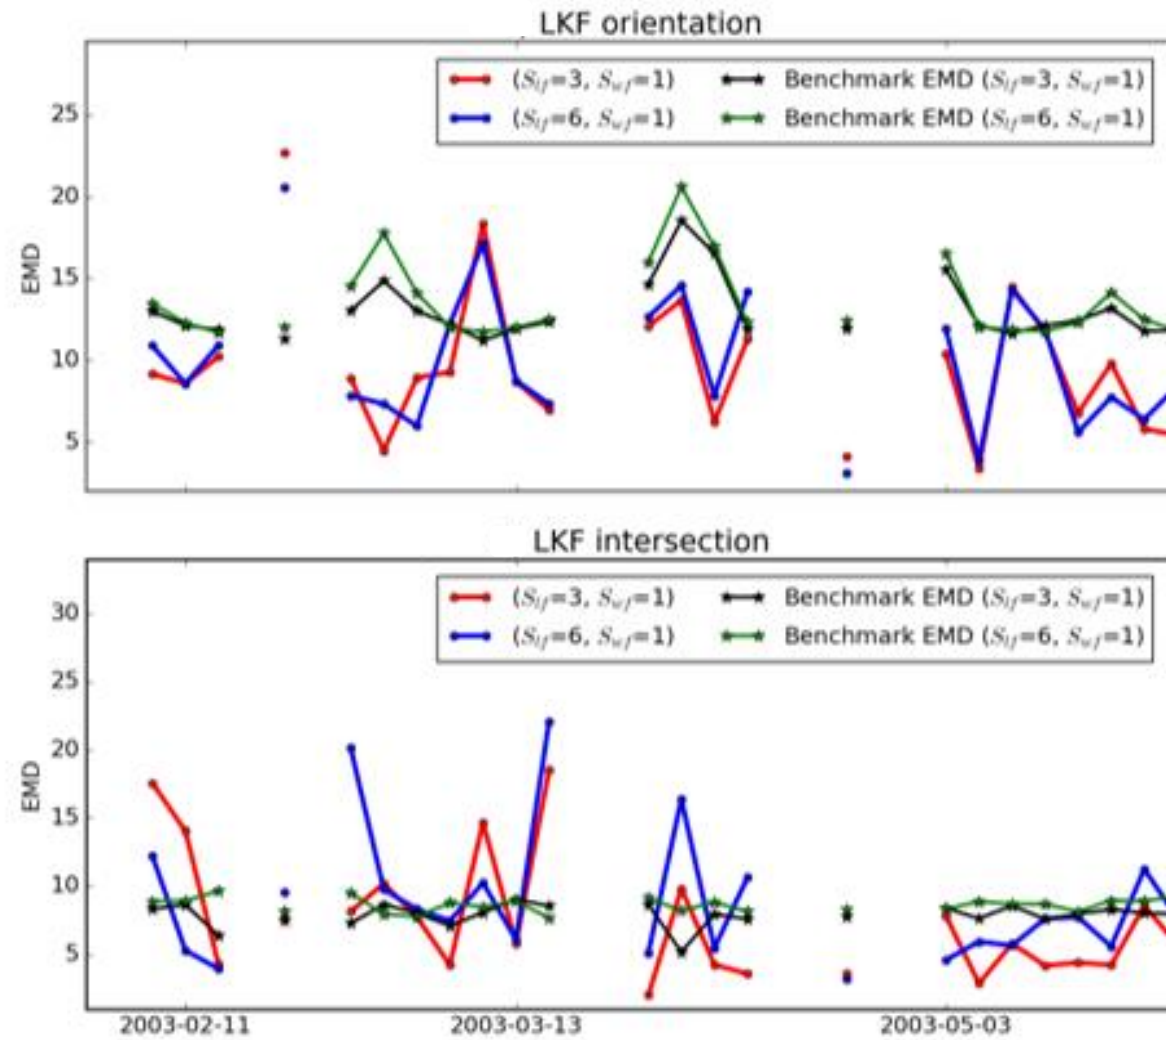 LKF orientation
(S_lf=3, S_wf=1) Benchmark EMD (S_lf=3, S_wf=1)
(S_lf=6, S_wf=1) Benchmark EMD (S_lf=6, S_wf=1)
25
20
15
10
5
EMD
LKF intersection
(S_lf=3, S_wf=1) Benchmark EMD (S_lf=3, S_wf=1)
(S_lf=6, S_wf=1) Benchmark EMD (S_lf=6, S_wf=1)
30
25
20
15
10
5
EMD
2003-02-11 2003-03-13 2003-05-03